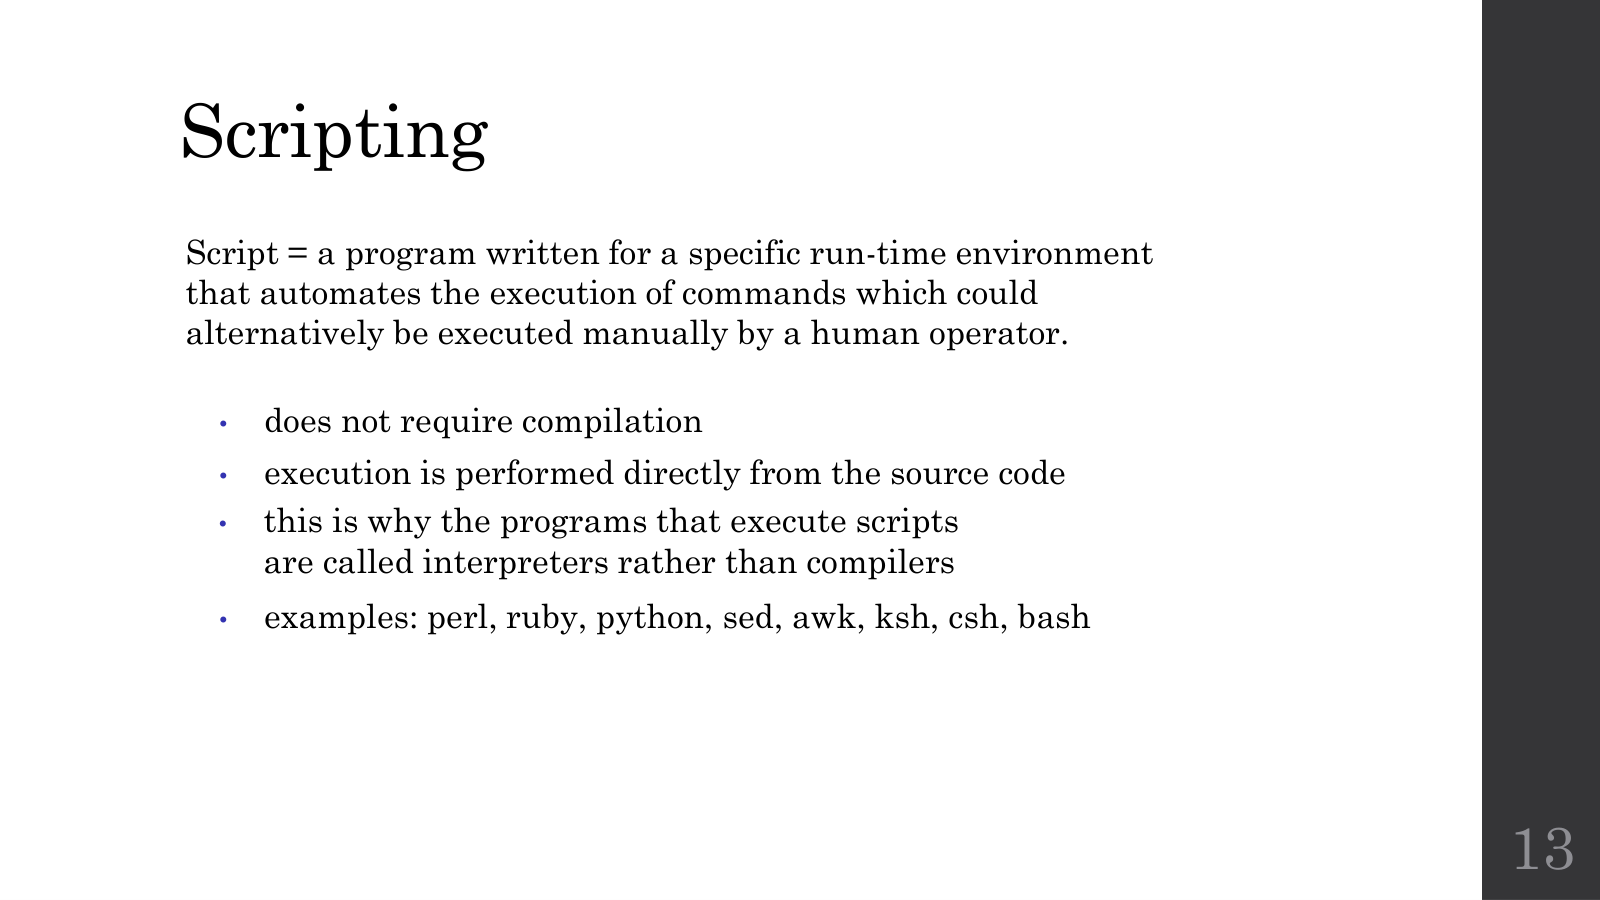 Scripting
Script = a program written for a specific run-time environment
that automates the execution of commands which could
alternatively be executed manually by a human operator.
• does not require compilation
• execution is performed directly from the source code
• this is why the programs that execute scripts
are called interpreters rather than compilers
• examples: perl, ruby, python, sed, awk, ksh, csh, bash
13